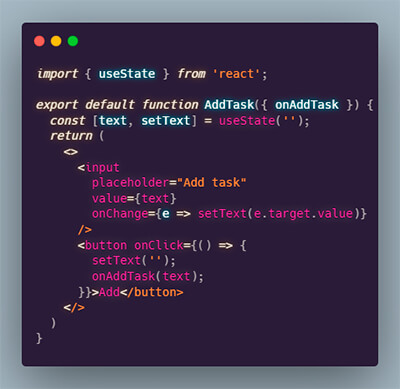 import { useState } from 'react';

export default function AddTask({ onAddTask }) {
  const [text, setText] = useState('');
  return (
    <>
      <input
        placeholder="Add task"
        value={text}
        onChange={e => setText(e.target.value)}
      />
      <button onClick={() => {
        setText('');
        onAddTask(text);
      }}>Add</button>
    </>
  )
}